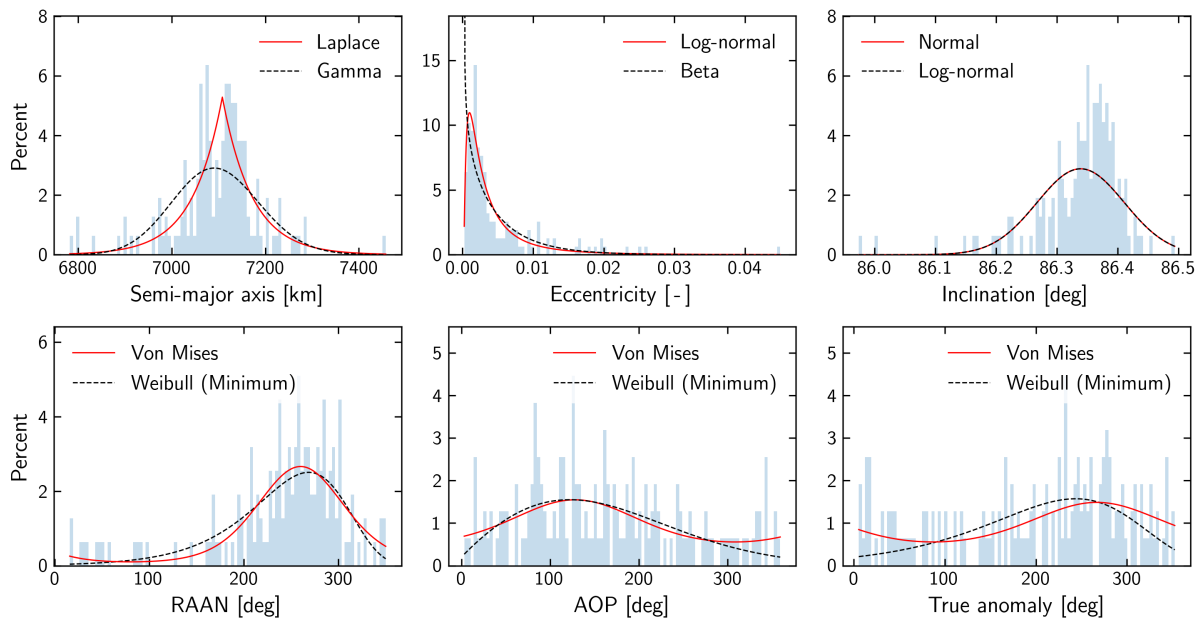 Percent
8
6
4
2
0
Laplace
Gamma
6800 7000 7200 7400
Semi-major axis [km]
15
10
5
0
Log-normal
Beta
0.00 0.01 0.02 0.03 0.04
Eccentricity [-]
8
6
4
2
0
Normal
Log-normal
86.0 86.1 86.2 86.3 86.4 86.5
Inclination [deg]
Percent
6
4
2
0
Von Mises
Weibull (Minimum)
0 100 200 300
RAAN [deg]
5
4
3
2
1
0
Von Mises
Weibull (Minimum)
0 100 200 300
AOP [deg]
5
4
3
2
1
0
Von Mises
Weibull (Minimum)
0 100 200 300
True anomaly [deg]